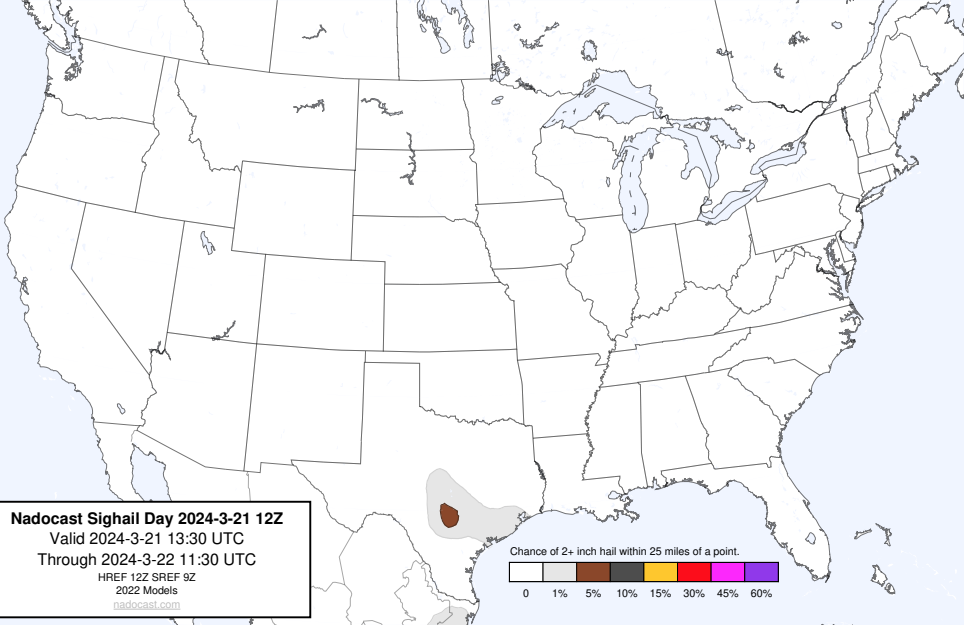 Nadocast Sighail Day 2024-3-21 12Z
Valid 2024-3-21 13:30 UTC
Through 2024-3-22 11:30 UTC
HREF 12Z SREF 9Z
2022 Models
nadocast.com
Chance of 2+ inch hail within 25 miles of a point.
0 1% 5% 10% 15% 30% 45% 60%